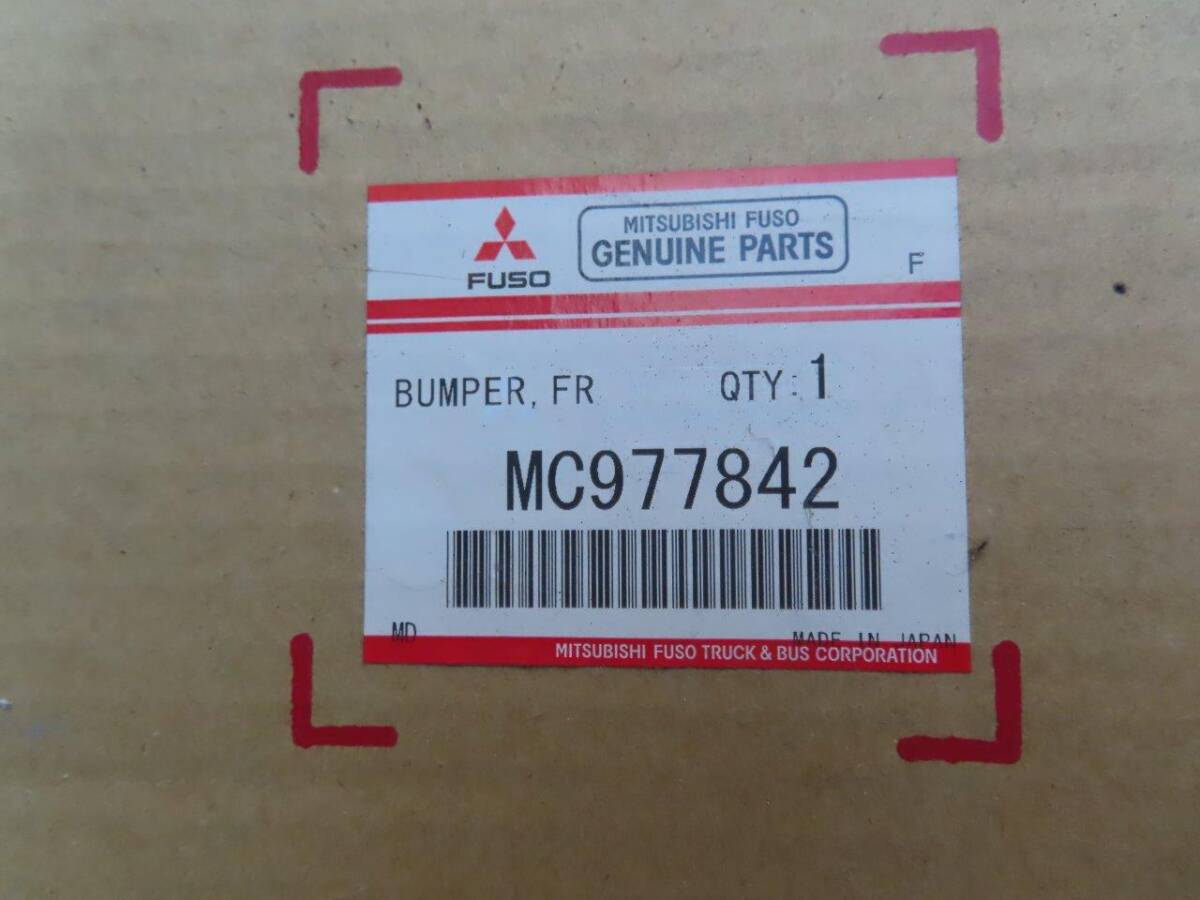 MITSUBISHI FUSO
GENUINE PARTS
FUSO
F
BUMPER, FR QTY: 1
MC977842
MD
MADE IN JAPAN
MITSUBISHI FUSO TRUCK & BUS CORPORATION